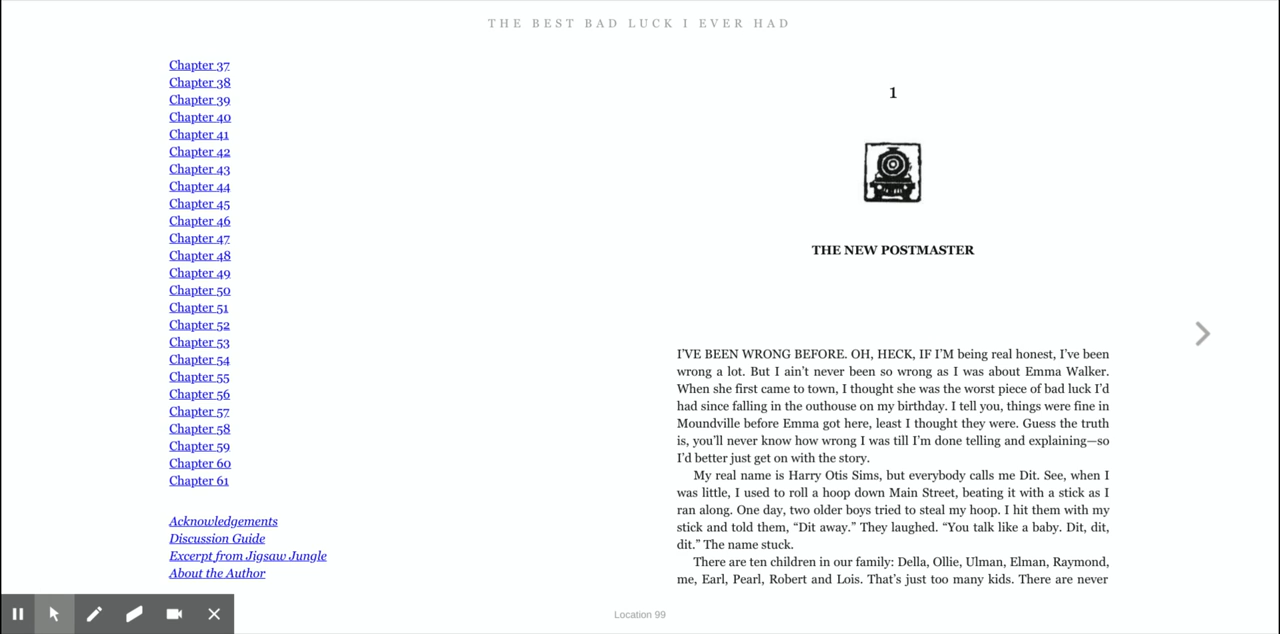 THE BEST BAD LUCK I EVER HAD
Chapter 37
Chapter 38
Chapter 39
Chapter 40
Chapter 41
Chapter 42
Chapter 43
Chapter 44
Chapter 45
Chapter 46
Chapter 47
Chapter 48
Chapter 49
Chapter 50
Chapter 51
Chapter 52
Chapter 53
Chapter 54
Chapter 55
Chapter 56
Chapter 57
Chapter 58
Chapter 59
Chapter 60
Chapter 61
Acknowledgements
Discussion Guide
Excerpt from Jigsaw Jungle
About the Author
1
THE NEW POSTMASTER
I’VE BEEN WRONG BEFORE. OH, HECK, IF I’M being real honest, I’ve been
wrong a lot. But I ain’t never been so wrong as I was about Emma Walker.
When she first came to town, I thought she was the worst piece of bad luck I’d
had since falling in the outhouse on my birthday. I tell you, things were fine in
Moundville before Emma got here, least I thought they were. Guess the truth
is, you’ll never know how wrong I was till I’m done telling and explaining—so
I’d better just get on with the story.
My real name is Harry Otis Sims, but everybody calls me Dit. See, when I
was little, I used to roll a hoop down Main Street, beating it with a stick as I
ran along. One day, two older boys tried to steal my hoop. I hit them with my
stick and told them, “Dit away.” They laughed. “You talk like a baby. Dit, dit,
dit.” The name stuck.
There are ten children in our family: Della, Ollie, Ulman, Elman, Raymond,
me, Earl, Pearl, Robert and Lois. That’s just too many kids. There are never
Location 99